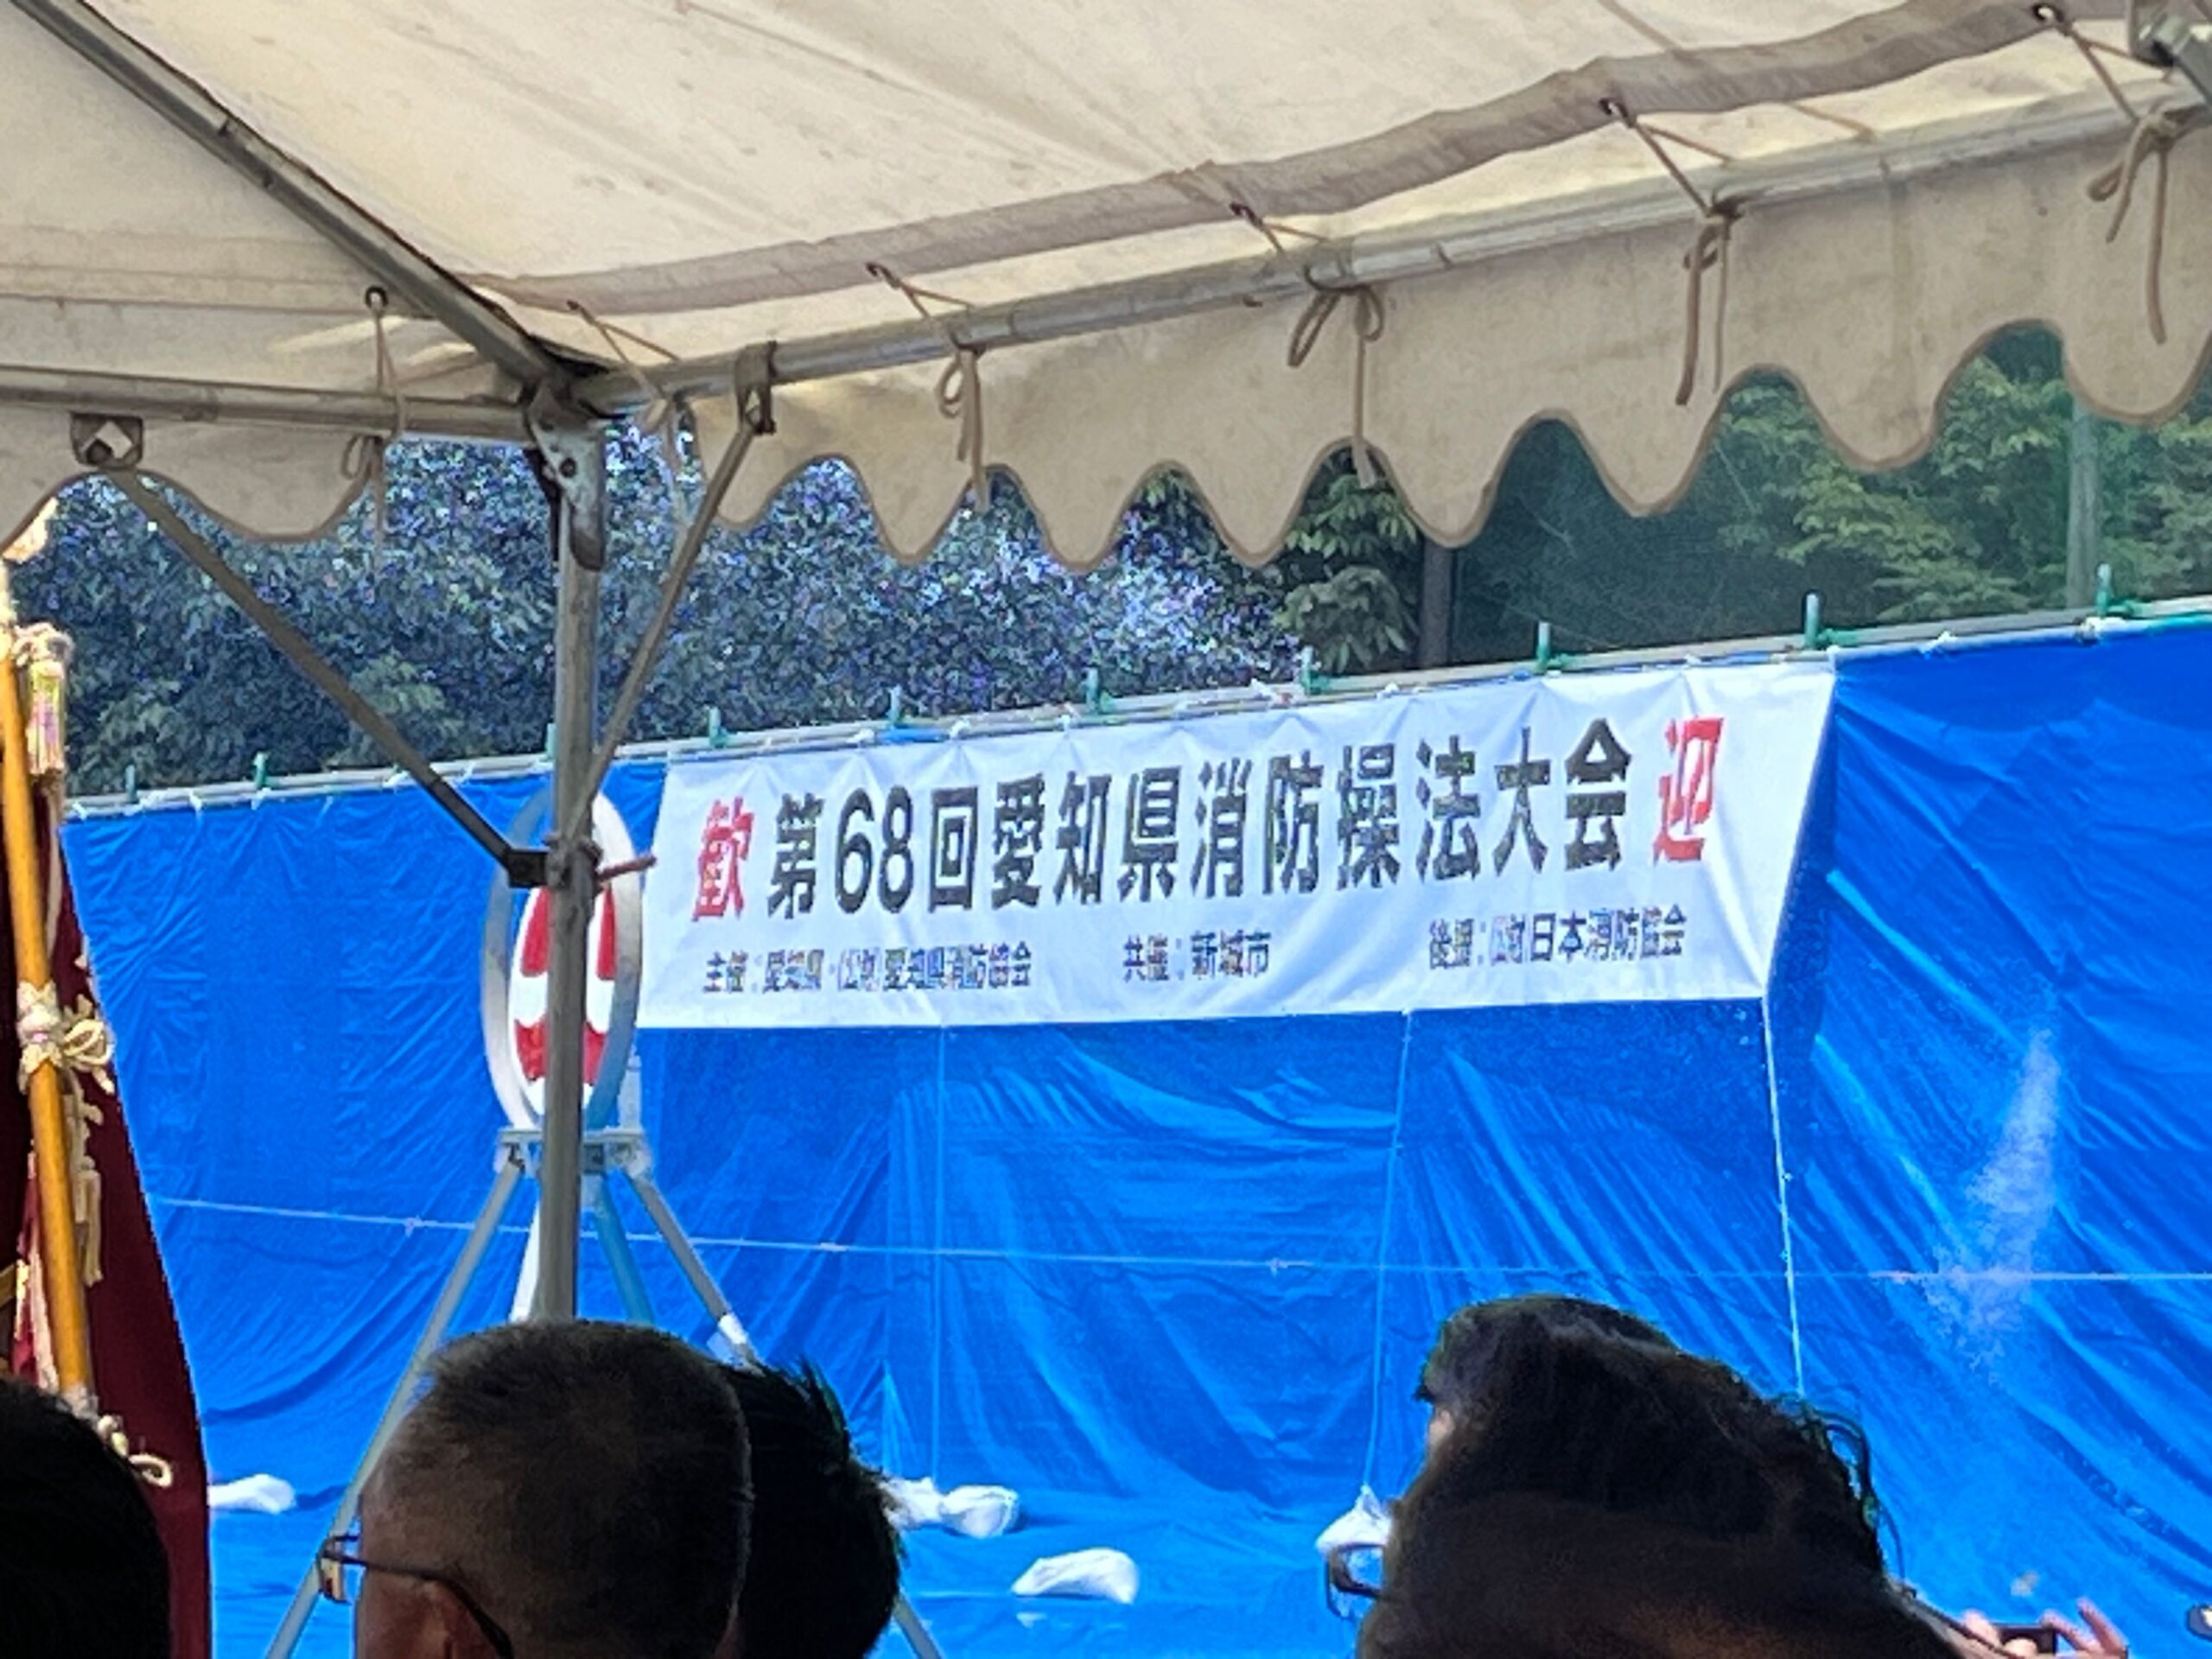 歓 第68回愛知県消防操法大会 迎
主催:愛知県・(公財)愛知県消防協会 共催:新城市 後援:(公財)日本消防協会